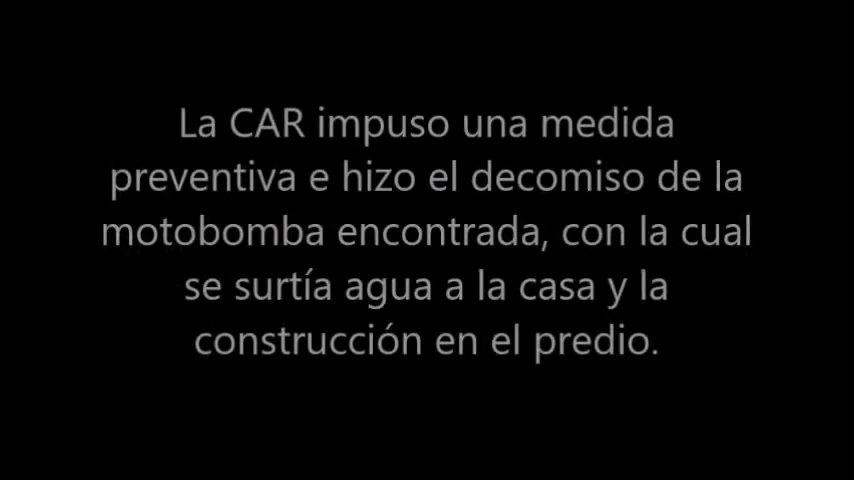 La CAR impuso una medida
preventiva e hizo el decomiso de la
motobomba encontrada, con la cual
se surtía agua a la casa y la
construcción en el predio.